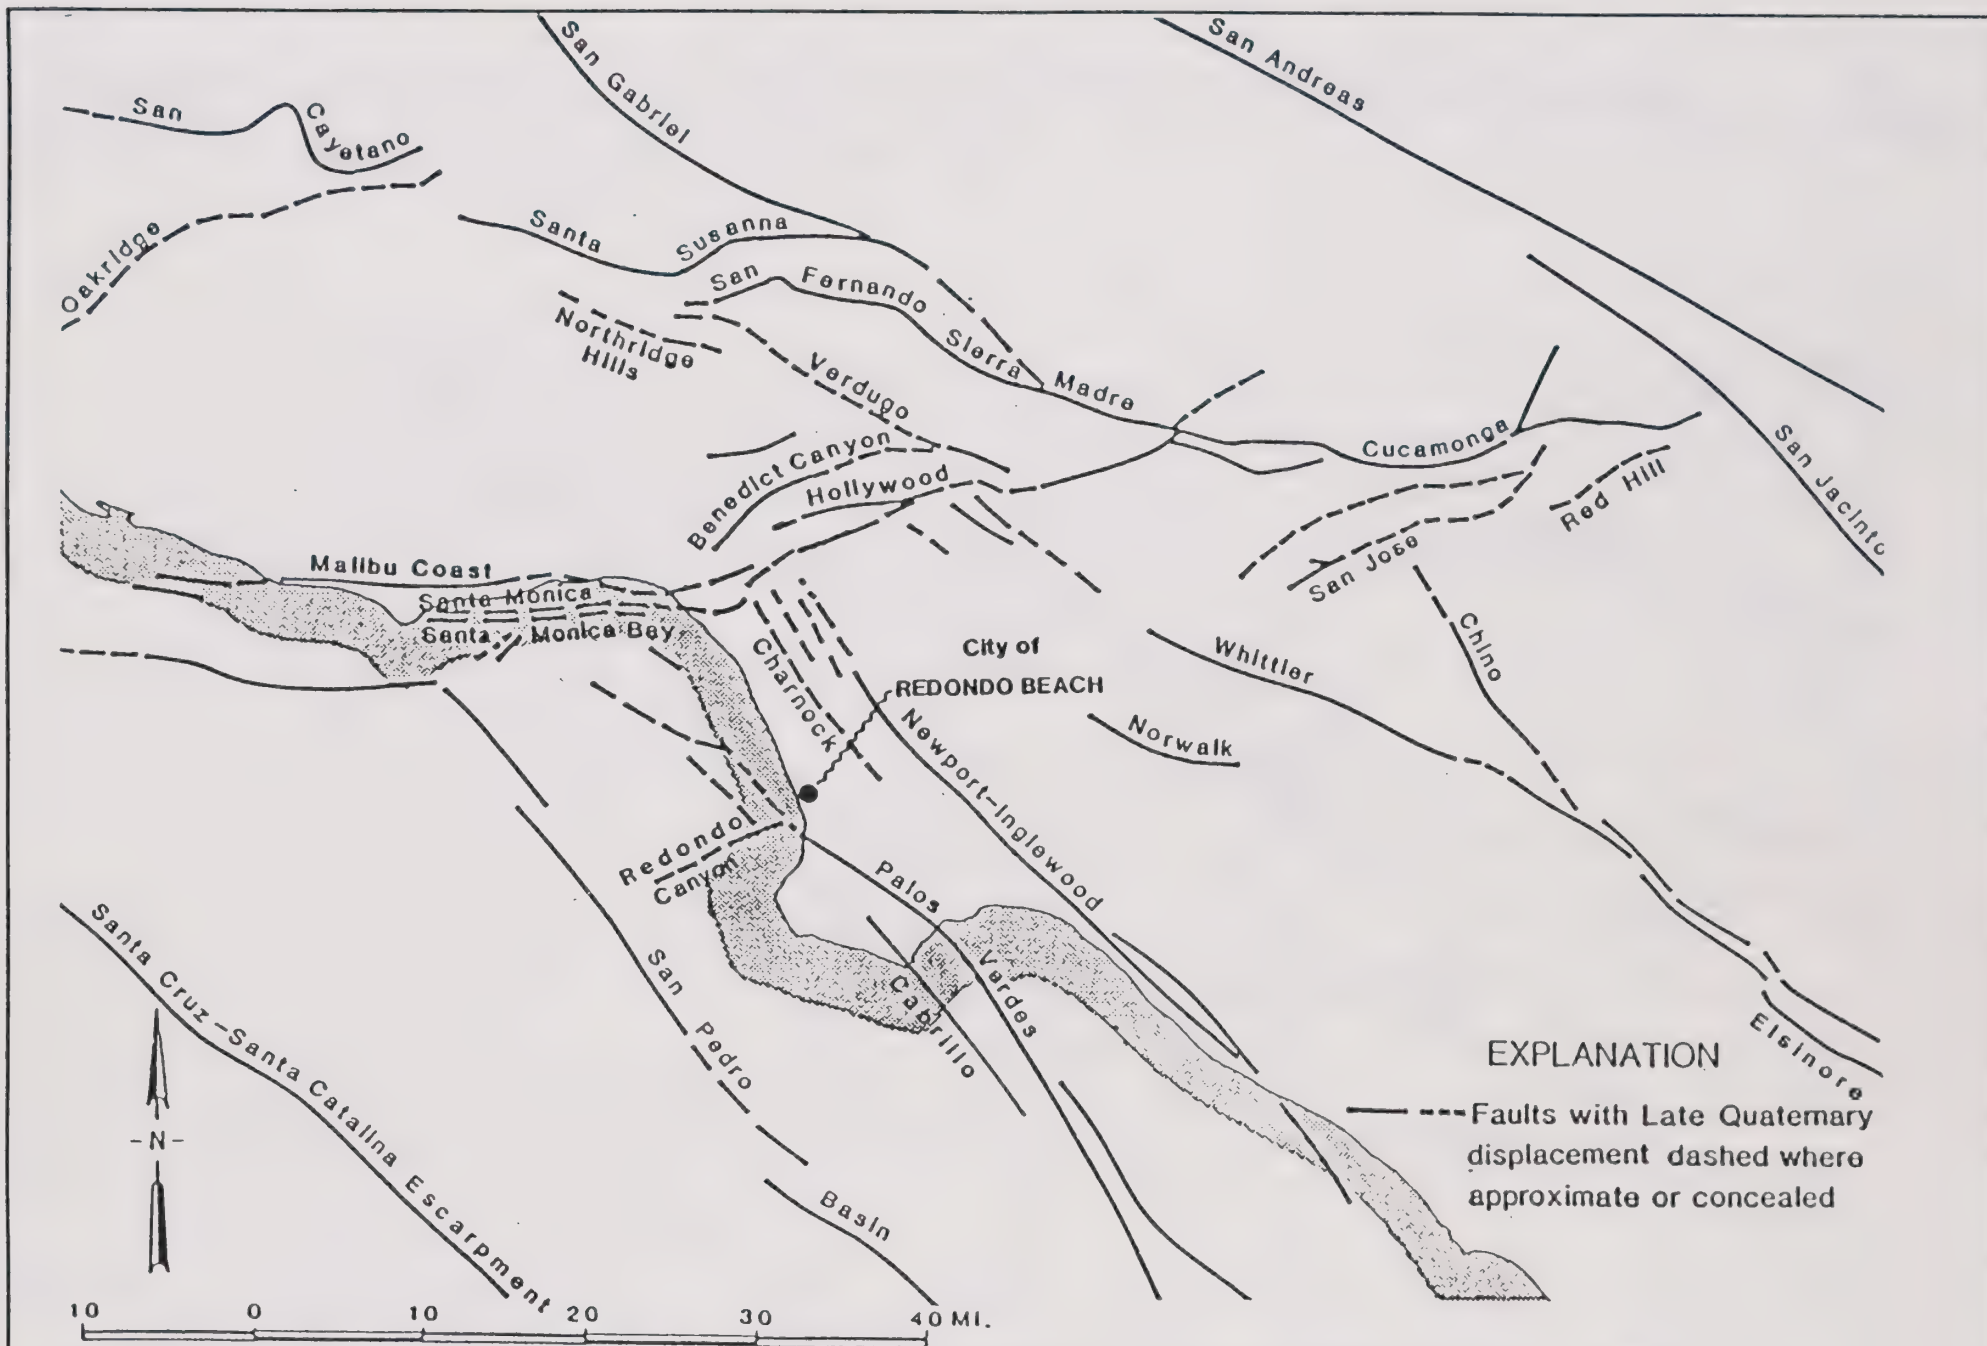 San Andreas
San Gabriel
San Cayetano
Oakridge
Santa Susanna
San Fernando
Northridge
Hills
Sierra Madre
Verdugo
Benedict Canyon
Hollywood
Cucamonga
Red Hill
San Jacinto
San Jose
Malibu Coast
Santa Monica
Santa Monica Bay
Charnock
City of
REDONDO BEACH
Whittier
Chino
Norwalk
Newport-Inglewood
Redondo
Canyon
Palos Verdes
Cabrillo
San Pedro Basin
Santa Cruz-Santa Catalina Escarpment
Elsinore
EXPLANATION
Faults with Late Quaternary
displacement dashed where
approximate or concealed
-N-
10 0 10 20 30 40 MI.